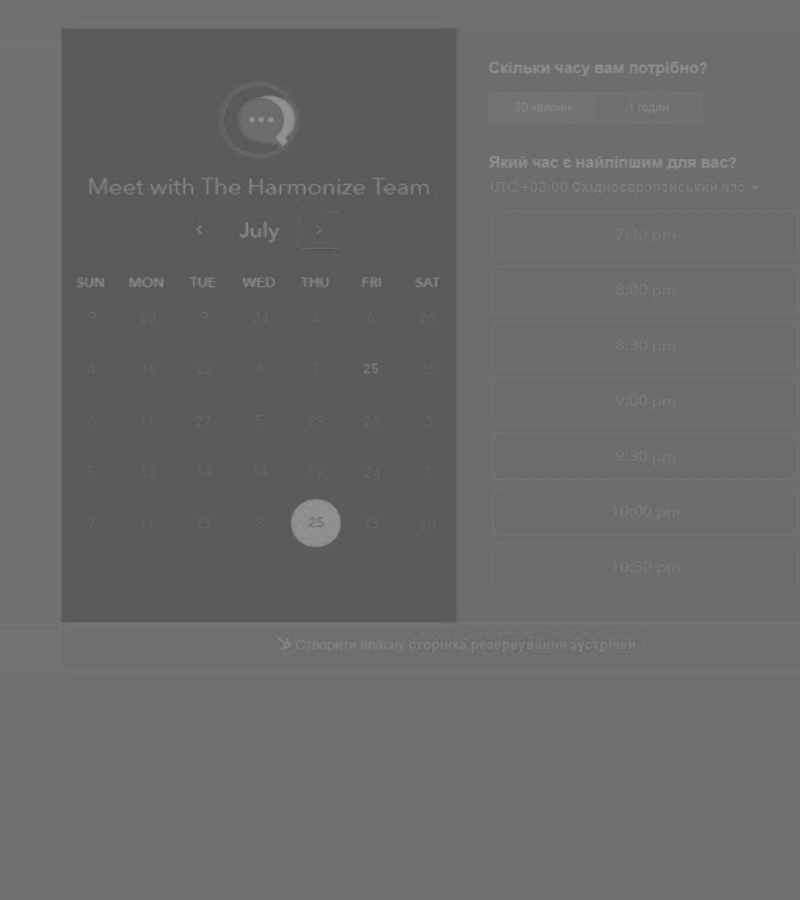 Meet with The Harmonize Team
‹ July ›
SUN MON TUE WED THU FRI SAT
9 20 9 24 4 6 26
4 16 22 6 7 25 30
6 11 27 5 29 26 3
5 13 14 14 19 24 7
7 11 13 8 25 13 20
Скільки часу вам потрібно?
30 хвилин 1 годин
Який час є найліпшим для вас?
UTC +03:00 Східноєвропейський час
7:30 pm
8:00 pm
8:30 pm
9:00 pm
9:30 pm
10:00 pm
10:30 pm
Створити власну сторінка резервування зустрічей